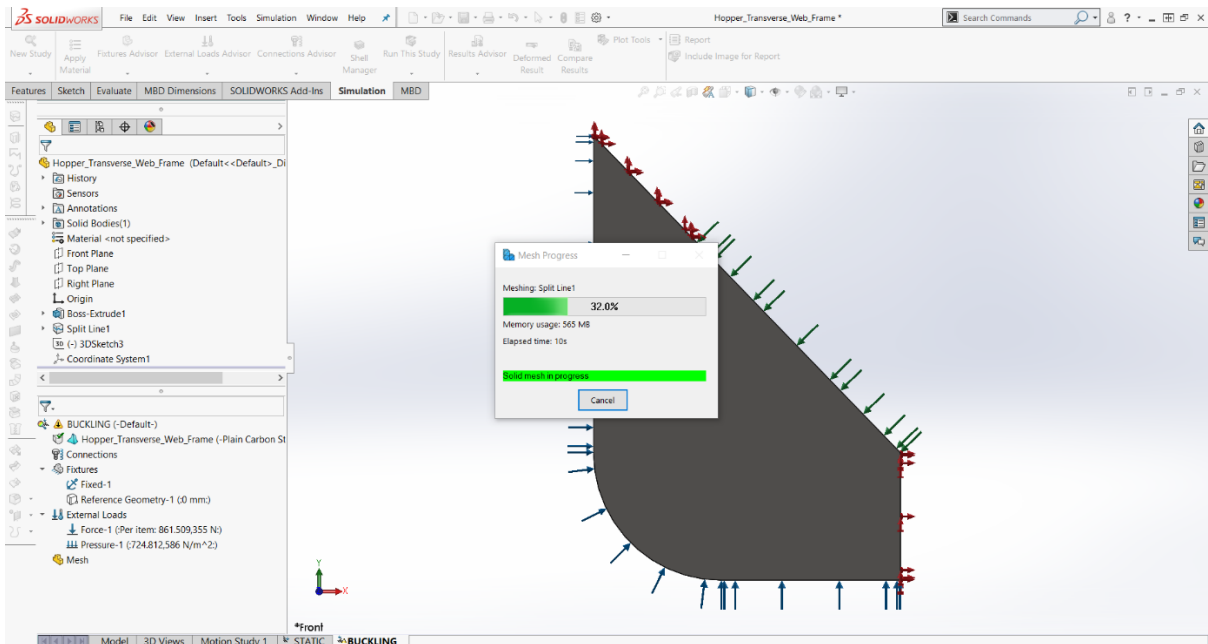 SOLIDWORKS File Edit View Insert Tools Simulation Window Help Hopper_Transverse_Web_Frame * Search Commands
New Study Apply Material Fixtures Advisor External Loads Advisor Connections Advisor Shell Manager Run This Study Results Advisor Deformed Result Compare Results Plot Tools Report
Include Image for Report
Features Sketch Evaluate MBD Dimensions SOLIDWORKS Add-Ins Simulation MBD
Hopper_Transverse_Web_Frame (Default<<Default>_Di
History
Sensors
Annotations
Solid Bodies(1)
Material <not specified>
Front Plane
Top Plane
Right Plane
Origin
Boss-Extrude1
Split Line1
3D (-) 3DSketch3
Coordinate System1
BUCKLING (-Default-)
Hopper_Transverse_Web_Frame (-Plain Carbon St
Connections
Fixtures
Fixed-1
Reference Geometry-1 (:0 mm:)
External Loads
Force-1 (:Per item: 861.509,355 N:)
Pressure-1 (:724.812,586 N/m^2:)
Mesh
Mesh Progress
Meshing: Split Line1
32.0%
Memory usage: 565 MB
Elapsed time: 10s
Solid mesh in progress
Cancel
Y
X
*Front
Model 3D Views Motion Study 1 STATIC BUCKLING